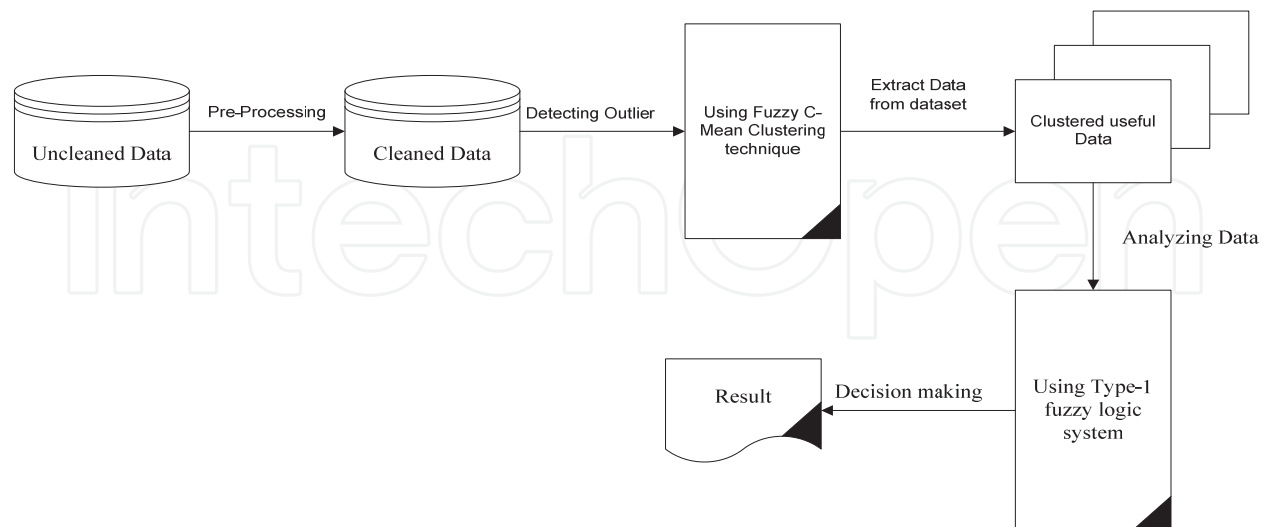 Uncleaned Data
Pre-Processing
Cleaned Data
Detecting Outlier
Using Fuzzy C-
Mean Clustering
technique
Extract Data
from dataset
Clustered useful
Data
Analyzing Data
Using Type-1
fuzzy logic
system
Decision making
Result
IntechOpen